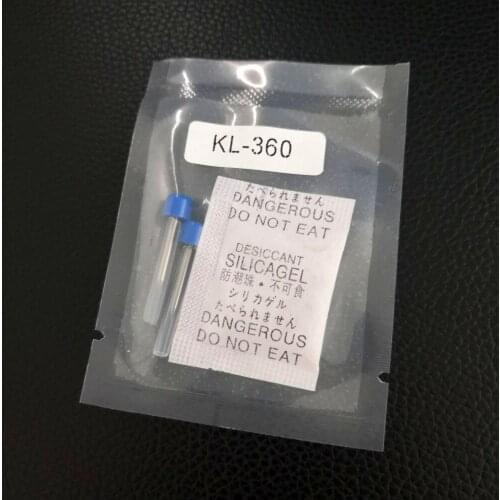 KL-360
たべられません
DANGEROUS
DO NOT EAT
DESICCANT
SILICAGEL
防潮珠・不可食
シリカゲル
たべられません
DANGEROUS
DO NOT EAT